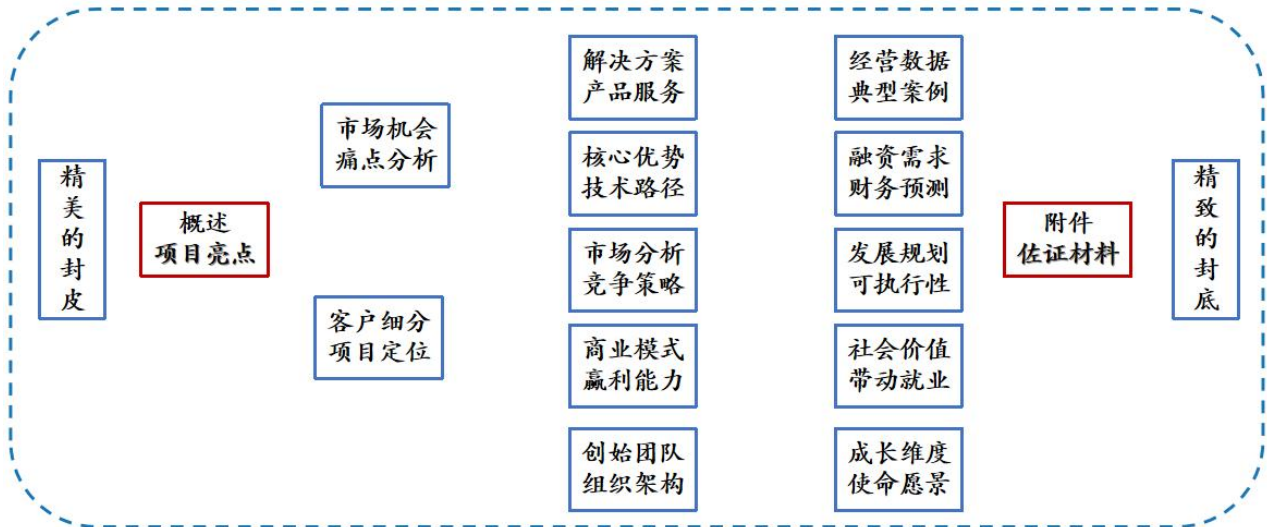 精美的封皮
概述
项目亮点
市场机会
痛点分析
客户细分
项目定位
解决方案
产品服务
核心优势
技术路径
市场分析
竞争策略
商业模式
赢利能力
创始团队
组织架构
经营数据
典型案例
融资需求
财务预测
发展规划
可执行性
社会价值
带动就业
成长维度
使命愿景
附件
佐证材料
精致的封底